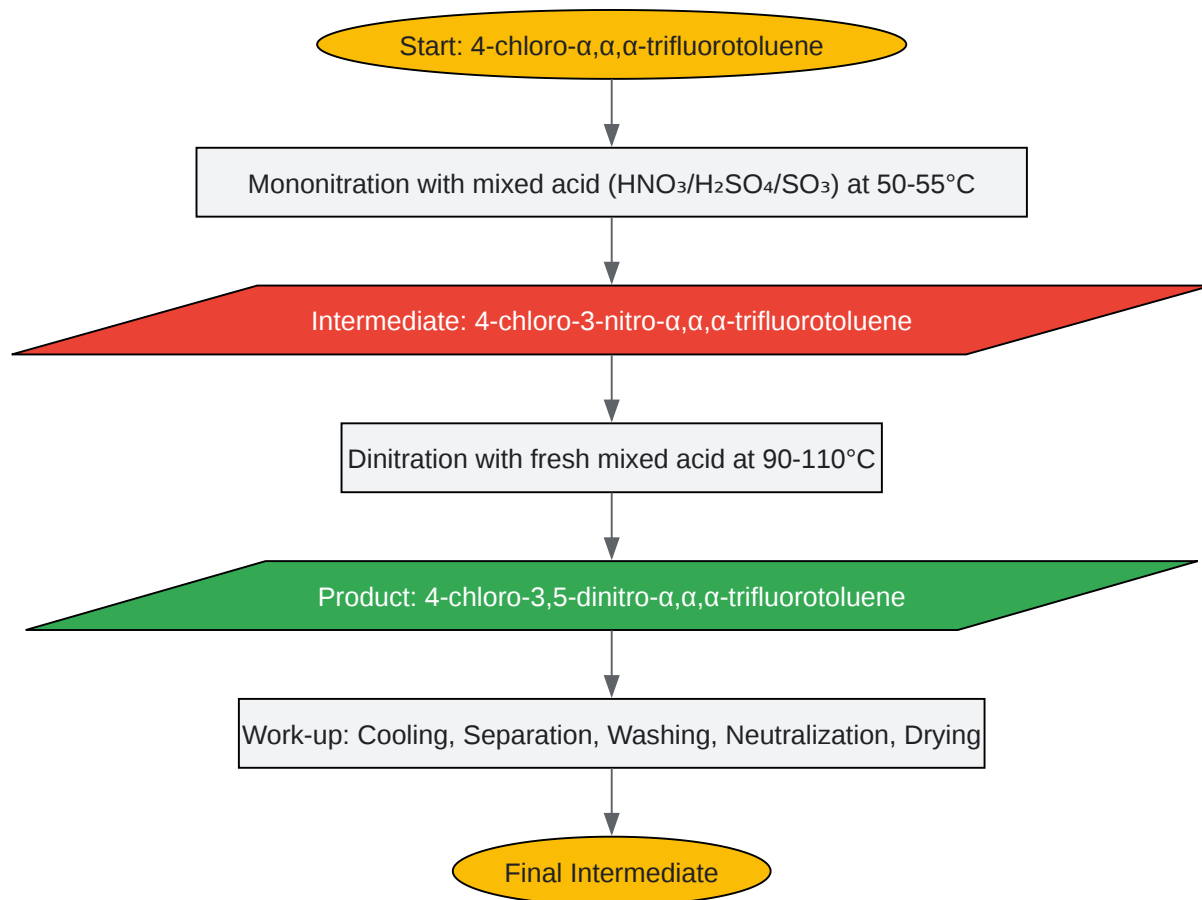 Start: 4-chloro-α,α,α-trifluorotoluene
Mononitration with mixed acid (HNO₃/H₂SO₄/SO₃) at 50-55°C
Intermediate: 4-chloro-3-nitro-α,α,α-trifluorotoluene
Dinitration with fresh mixed acid at 90-110°C
Product: 4-chloro-3,5-dinitro-α,α,α-trifluorotoluene
Work-up: Cooling, Separation, Washing, Neutralization, Drying
Final Intermediate